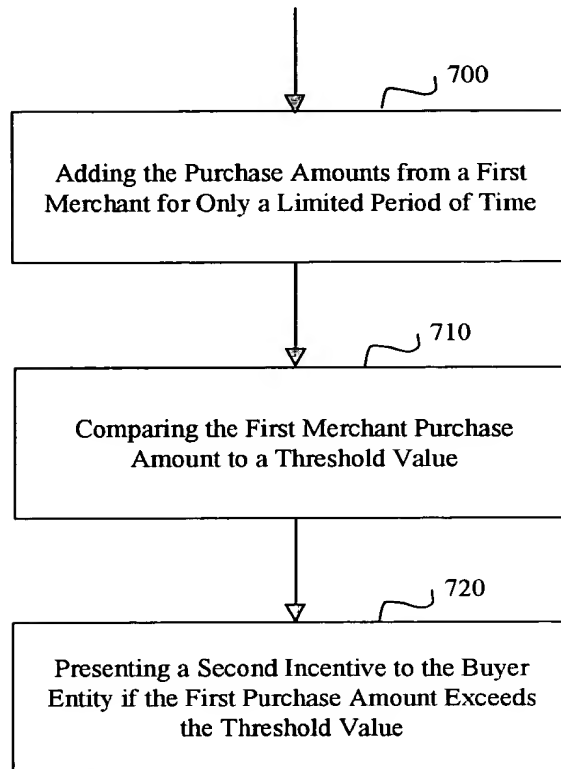 700
Adding the Purchase Amounts from a First
Merchant for Only a Limited Period of Time
710
Comparing the First Merchant Purchase
Amount to a Threshold Value
720
Presenting a Second Incentive to the Buyer
Entity if the First Purchase Amount Exceeds
the Threshold Value